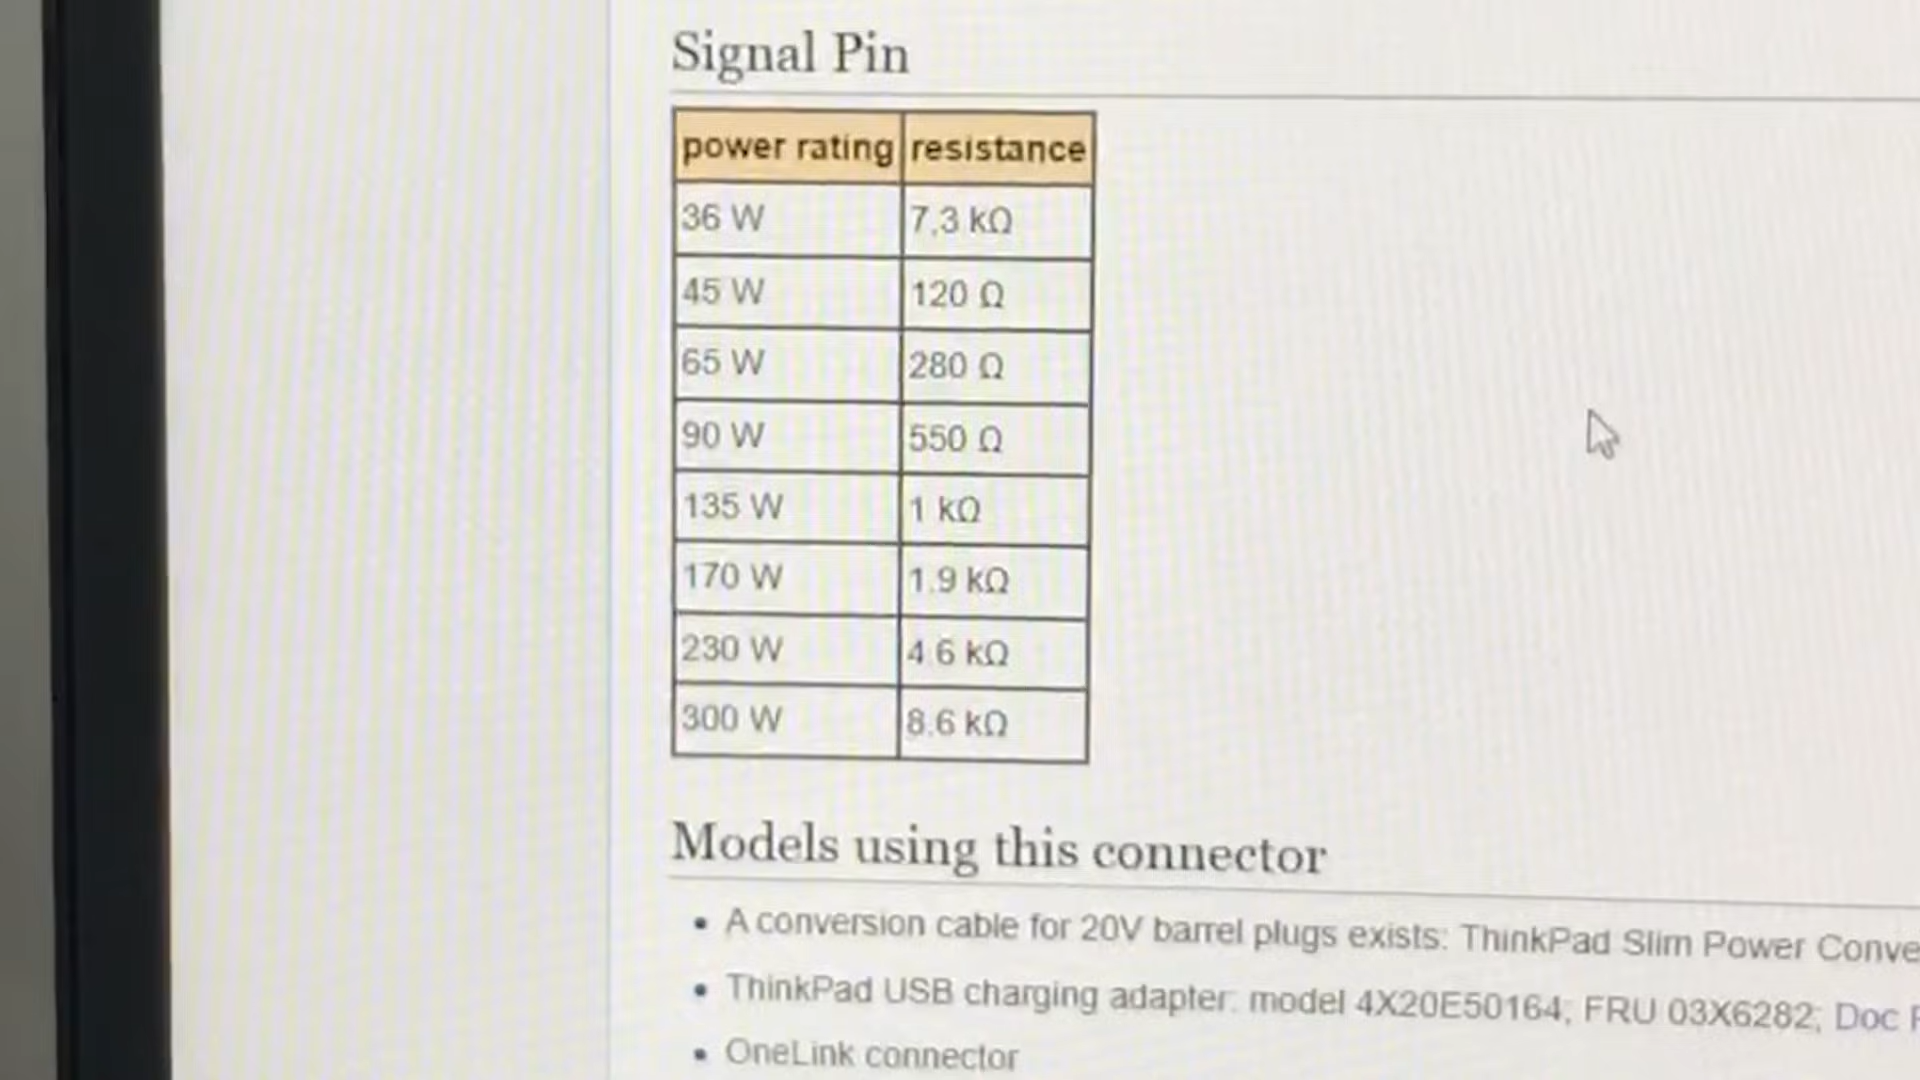 Signal Pin
power rating resistance
36 W 7,3 kΩ
45 W 120 Ω
65 W 280 Ω
90 W 550 Ω
135 W 1 kΩ
170 W 1.9 kΩ
230 W 4.6 kΩ
300 W 8.6 kΩ
Models using this connector
• A conversion cable for 20V barrel plugs exists: ThinkPad Slim Power Conve
• ThinkPad USB charging adapter: model 4X20E50164; FRU 03X6282; Doc
• OneLink connector